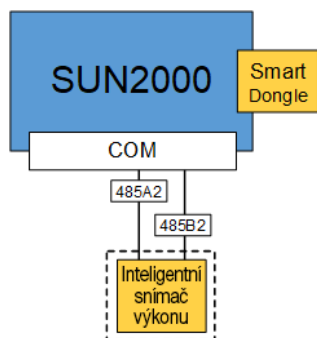 SUN2000
Smart
Dongle
COM
485A2
485B2
Inteligentní
snímač
výkonu